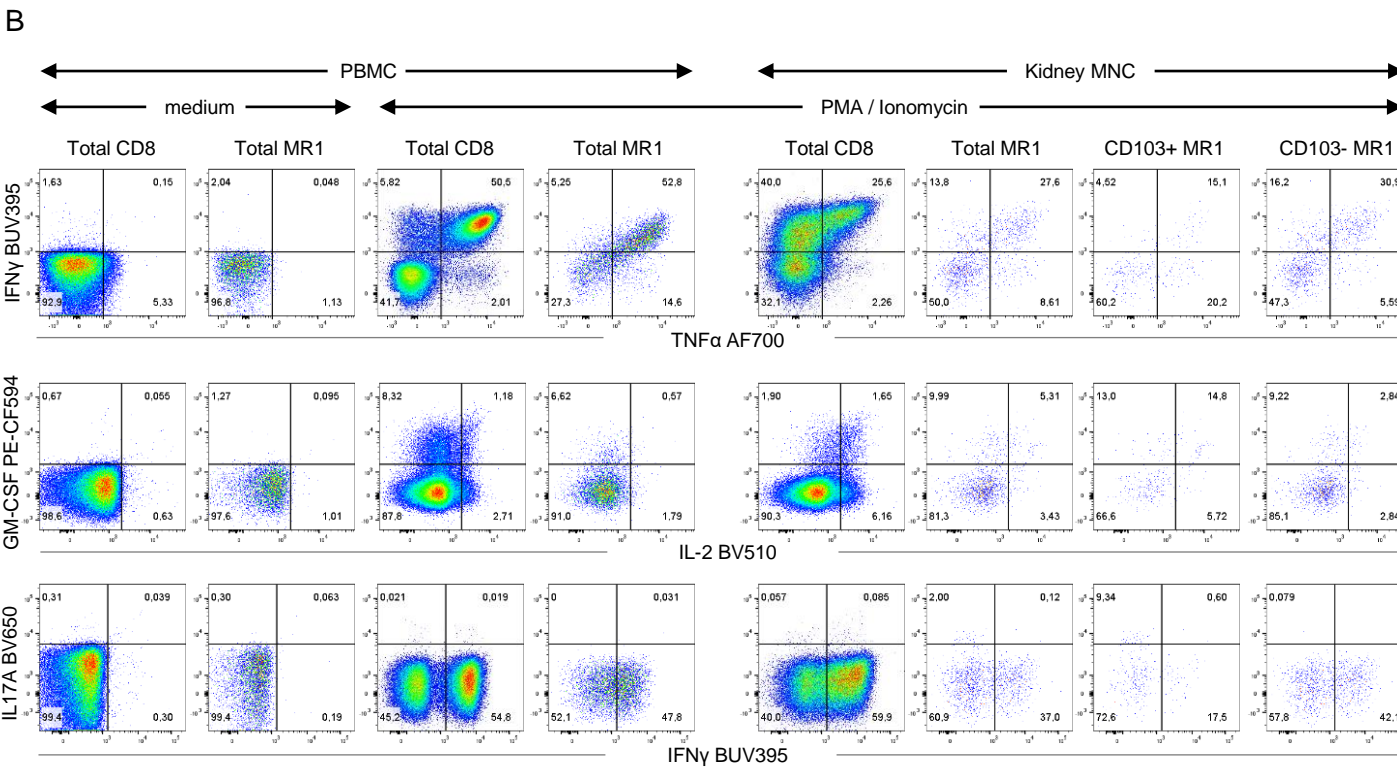 B
PBMC Kidney MNC
medium PMA / Ionomycin
Total CD8 Total MR1 Total CD8 Total MR1 Total CD8 Total MR1 CD103+ MR1 CD103- MR1
IFNγ BUV395
1,63 0,15 2,04 0,048 5,82 50,5 5,25 52,8 40,0 25,6 13,8 27,6 4,52 15,1 16,2 30,9
92,9 5,33 96,8 1,13 41,7 2,01 27,3 14,6 32,1 2,26 50,0 8,61 60,2 20,2 47,3 5,59
TNFα AF700
GM-CSF PE-CF594
0,67 0,055 1,27 0,095 8,32 1,18 6,62 0,57 1,90 1,65 9,99 5,31 13,0 14,8 9,22 2,84
98,6 0,63 97,6 1,01 87,8 2,71 91,0 1,79 90,3 6,16 81,3 3,43 66,6 5,72 85,1 2,84
IL-2 BV510
IL17A BV650
0,31 0,039 0,30 0,063 0,021 0,019 0 0,031 0,057 0,085 2,00 0,12 9,34 0,60 0,079
99,4 0,30 99,4 0,19 45,2 54,8 52,1 47,8 40,0 59,9 60,9 37,0 72,6 17,5 57,8 42,1
IFNγ BUV395